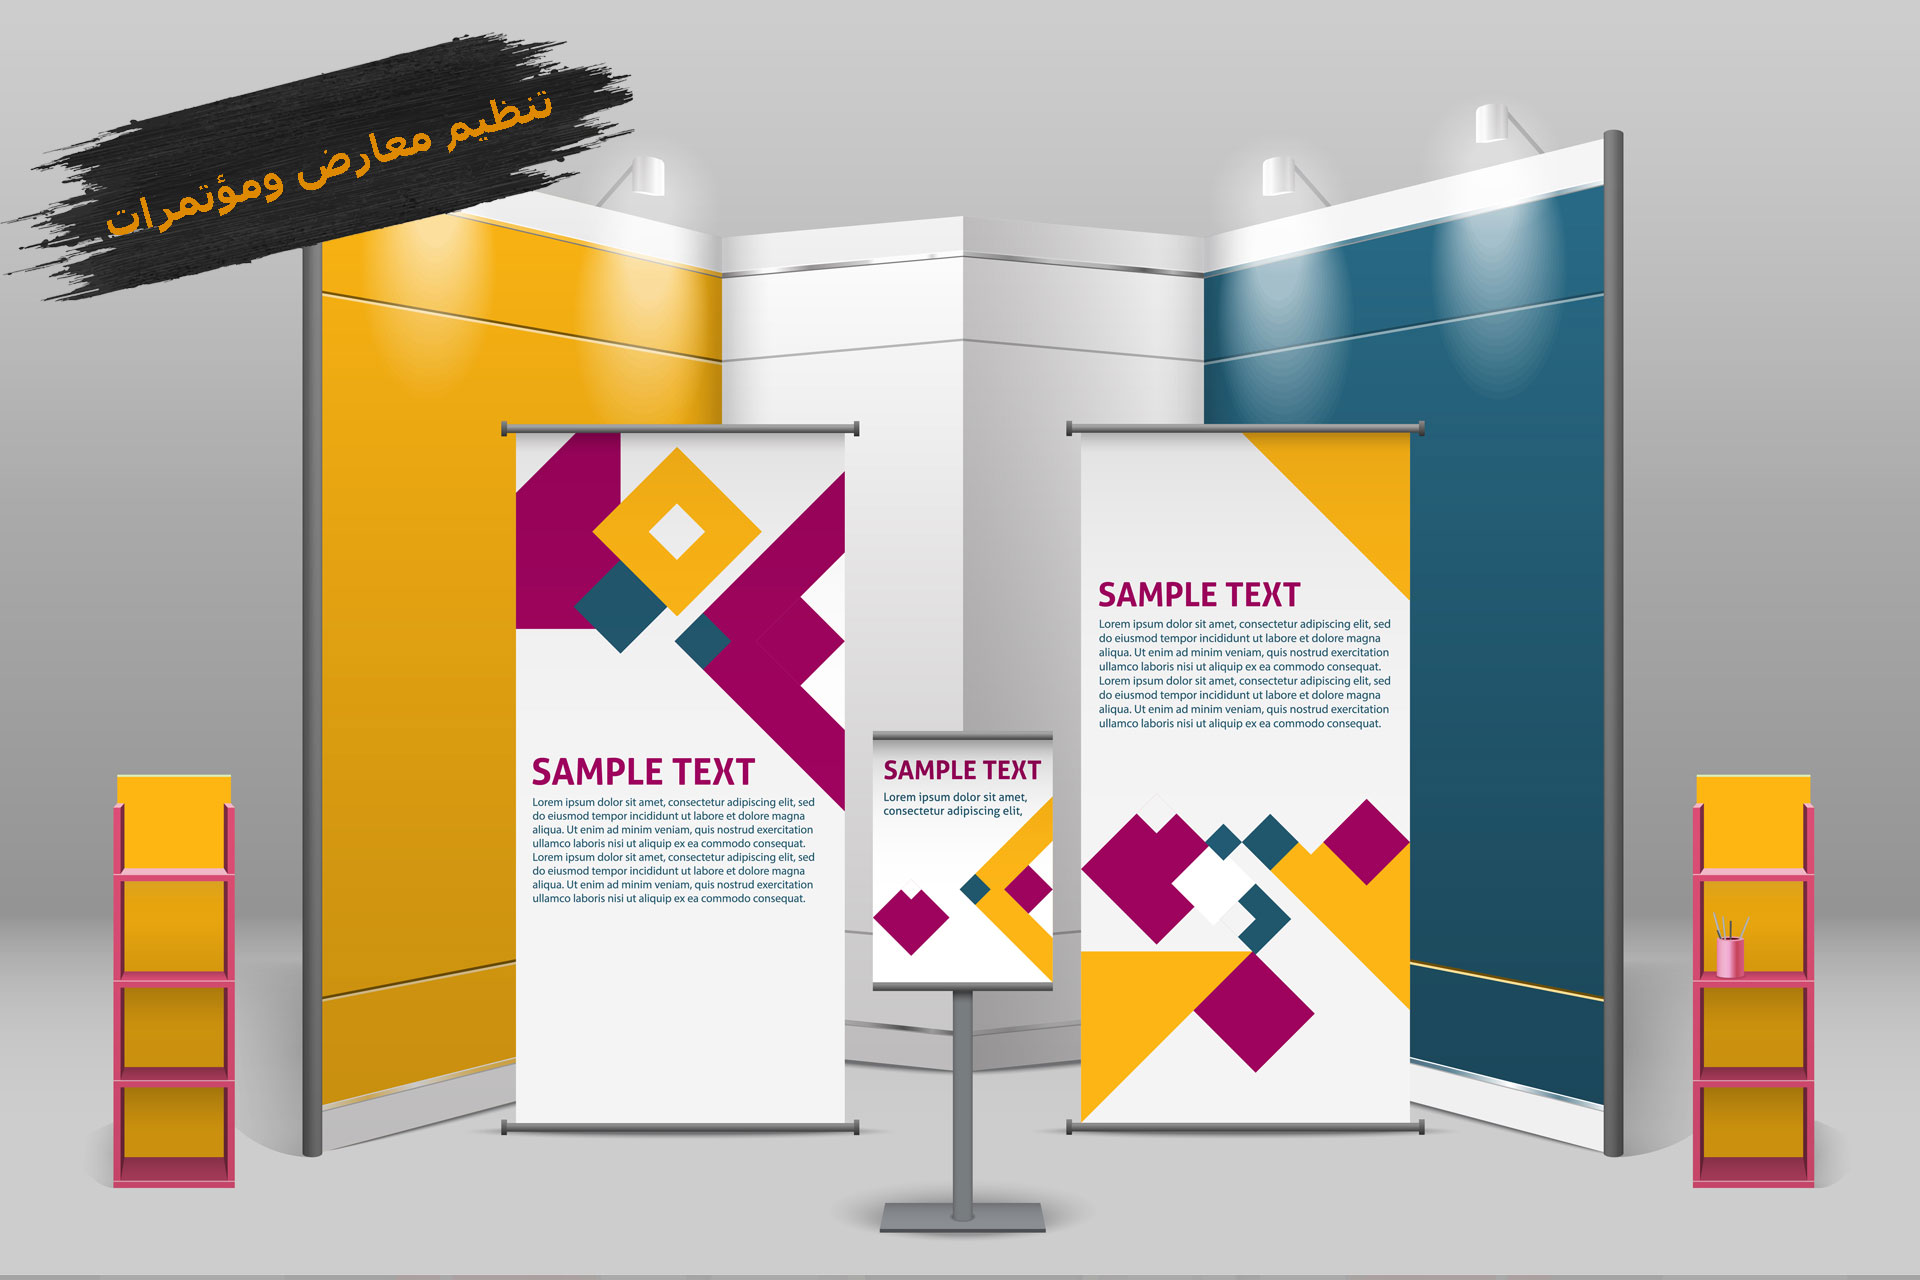 تنظيم معارض ومؤتمرات
SAMPLE TEXT
Lorem ipsum dolor sit amet, consectetur adipiscing elit, sed
do eiusmod tempor incididunt ut labore et dolore magna
aliqua. Ut enim ad minim veniam, quis nostrud exercitation
ullamco laboris nisi ut aliquip ex ea commodo consequat.
Lorem ipsum dolor sit amet, consectetur adipiscing elit, sed
do eiusmod tempor incididunt ut labore et dolore magna
aliqua. Ut enim ad minim veniam, quis nostrud exercitation
ullamco laboris nisi ut aliquip ex ea commodo consequat.
SAMPLE TEXT
Lorem ipsum dolor sit amet,
consectetur adipiscing elit,
SAMPLE TEXT
Lorem ipsum dolor sit amet, consectetur adipiscing elit, sed
do eiusmod tempor incididunt ut labore et dolore magna
aliqua. Ut enim ad minim veniam, quis nostrud exercitation
ullamco laboris nisi ut aliquip ex ea commodo consequat.
Lorem ipsum dolor sit amet, consectetur adipiscing elit, sed
do eiusmod tempor incididunt ut labore et dolore magna
aliqua. Ut enim ad minim veniam, quis nostrud exercitation
ullamco laboris nisi ut aliquip ex ea commodo consequat.